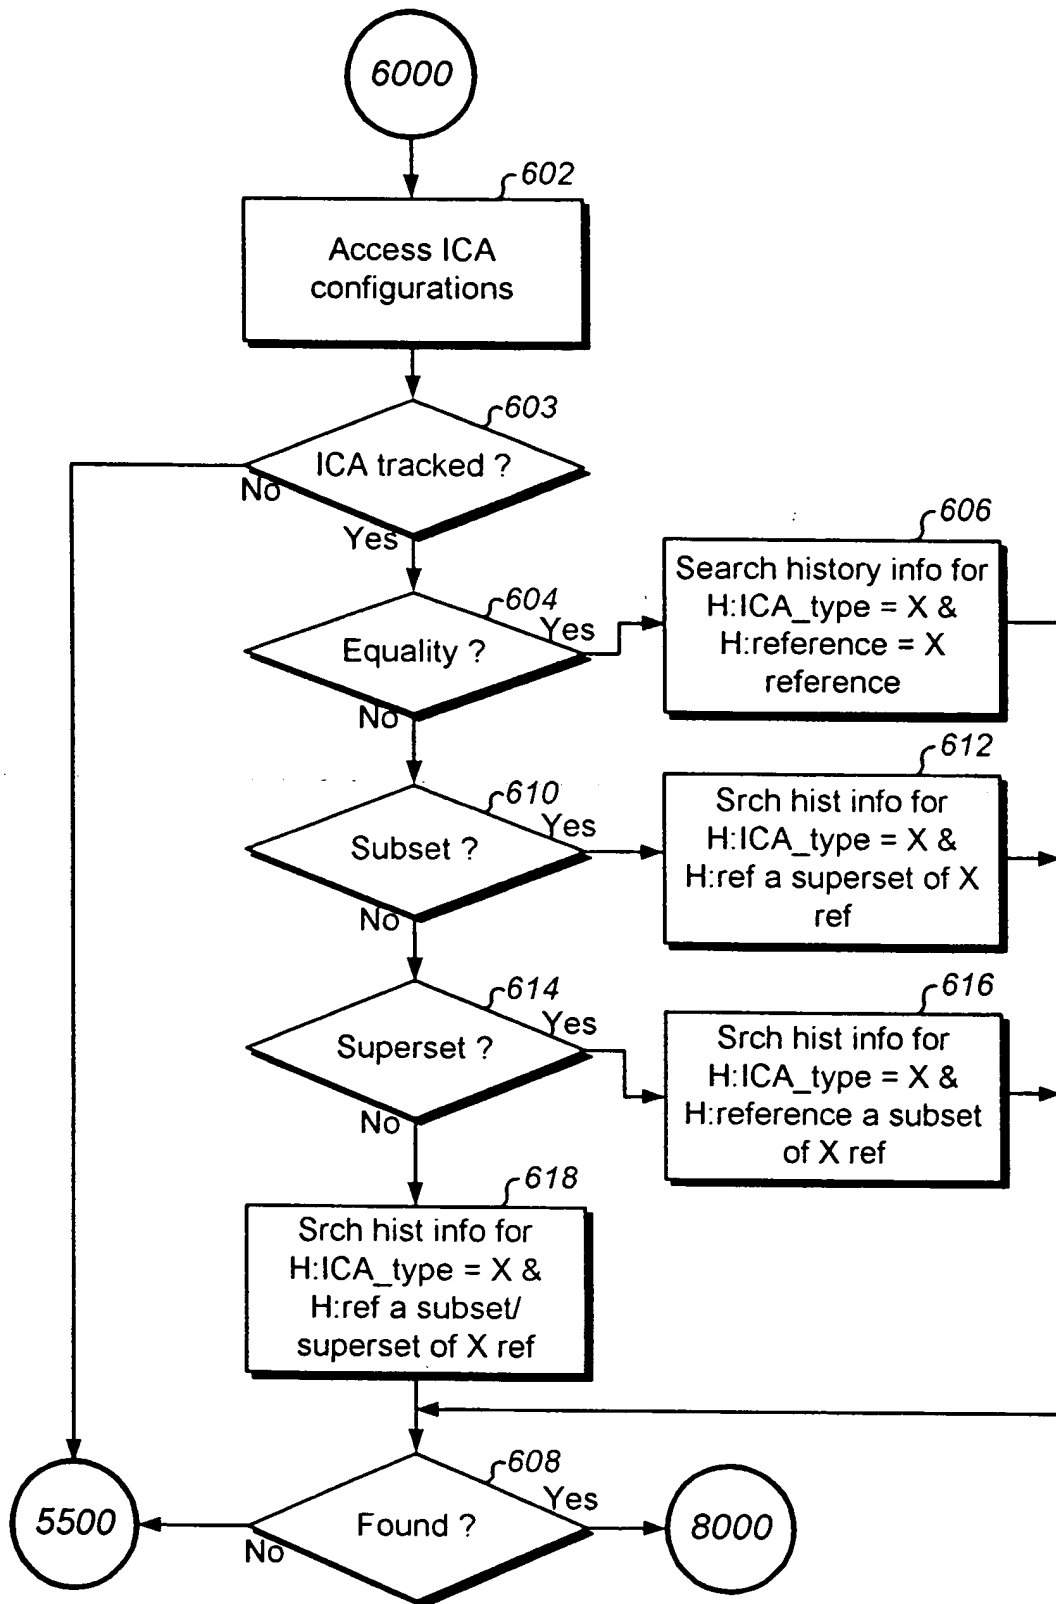 6000
602
Access ICA
configurations
603
ICA tracked ?
No
Yes
604
Equality ?
Yes
No
606
Search history info for
H:ICA_type = X &
H:reference = X
reference
610
Subset ?
Yes
No
612
Srch hist info for
H:ICA_type = X &
H:ref a superset of X
ref
614
Superset ?
Yes
No
616
Srch hist info for
H:ICA_type = X &
H:reference a subset
of X ref
618
Srch hist info for
H:ICA_type = X &
H:ref a subset/
superset of X ref
608
Found ?
Yes
No
5500
8000